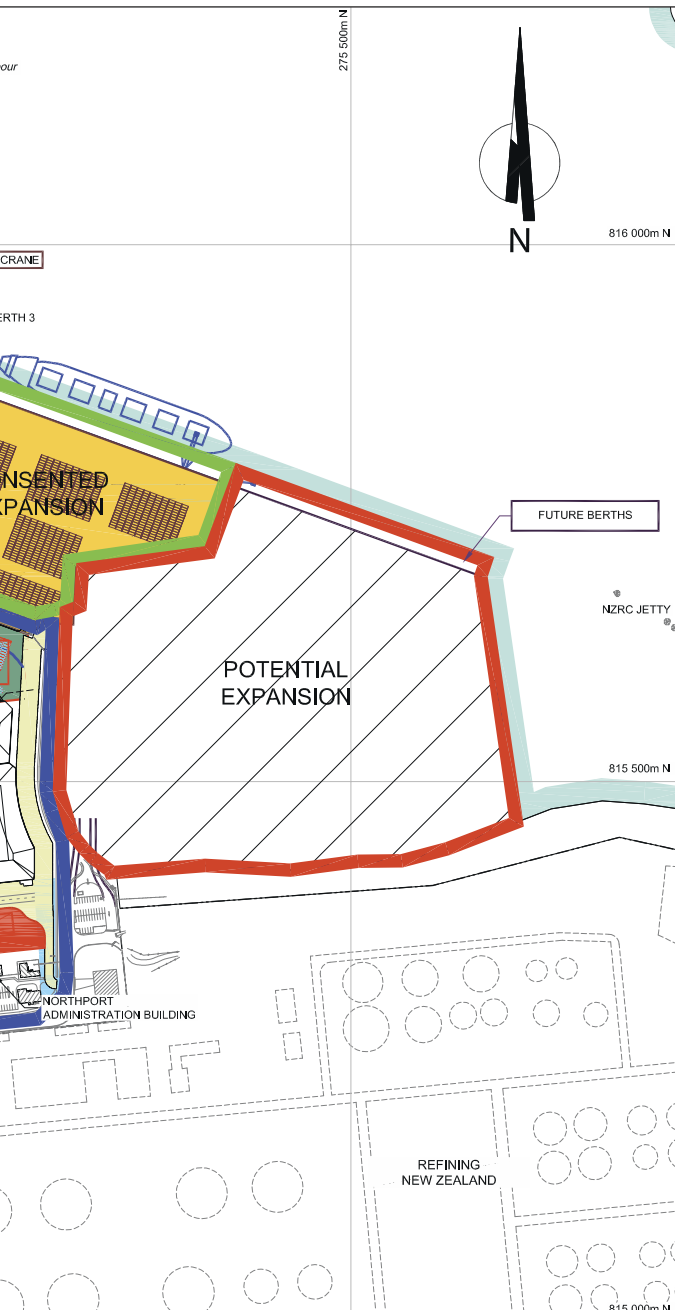 275 500m N
our
N
816 000m N
CRANE
ERTH 3
NSENTED
XPANSION
FUTURE BERTHS
NZRC JETTY
POTENTIAL
EXPANSION
815 500m N
NORTHPORT
ADMINISTRATION BUILDING
REFINING
NEW ZEALAND
815 000m N